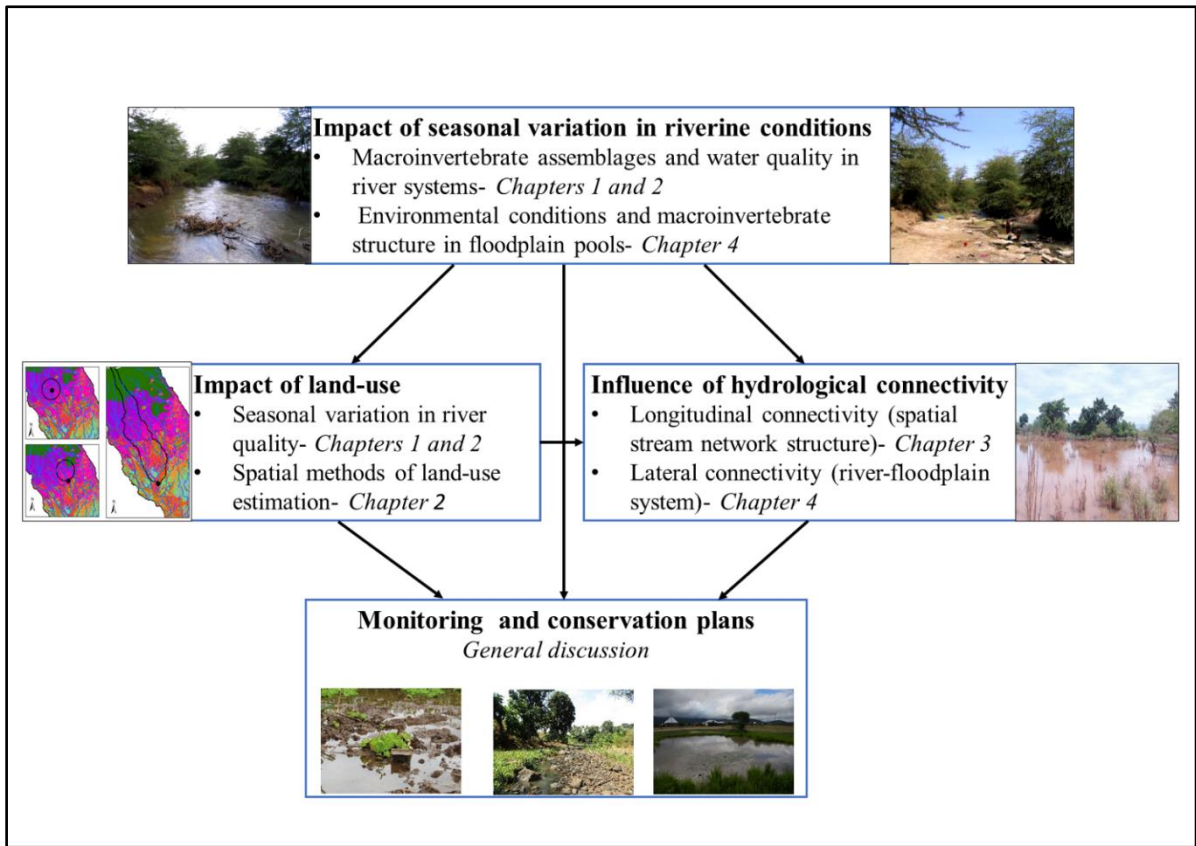 Impact of seasonal variation in riverine conditions
• Macroinvertebrate assemblages and water quality in
river systems- Chapters 1 and 2
• Environmental conditions and macroinvertebrate
structure in floodplain pools- Chapter 4
Impact of land-use
• Seasonal variation in river
quality- Chapters 1 and 2
• Spatial methods of land-use
estimation- Chapter 2
Influence of hydrological connectivity
• Longitudinal connectivity (spatial
stream network structure)- Chapter 3
• Lateral connectivity (river-floodplain
system)- Chapter 4
Monitoring and conservation plans
General discussion